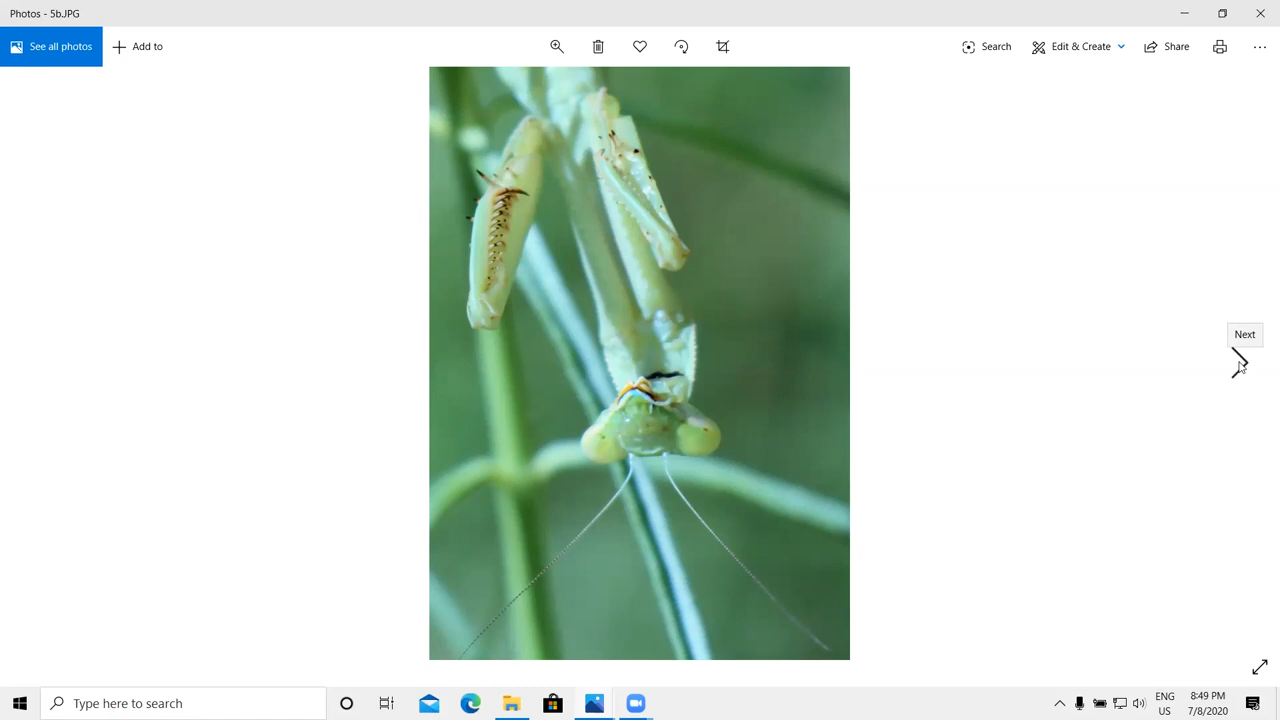 Photos - 5b.JPG
See all photos
Add to
Search
Edit & Create
Share
Next
Type here to search
ENG
US
8:49 PM
7/8/2020